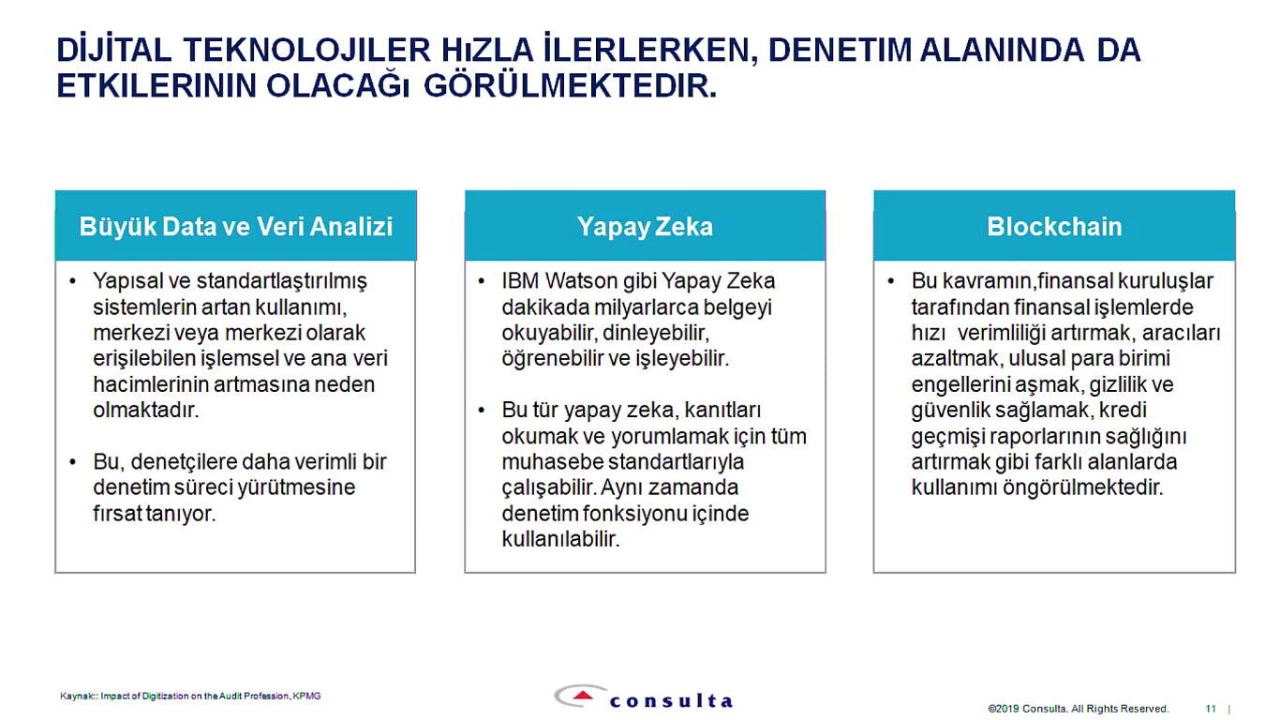 DİJİTAL TEKNOLOJILER HıZLA İLERLERKEN, DENETIM ALANINDA DA
ETKILERININ OLACAĞı GÖRÜLMEKTEDIR.
Büyük Data ve Veri Analizi
• Yapısal ve standartlaştırılmış
sistemlerin artan kullanımı,
merkezi veya merkezi olarak
erişilebilen işlemsel ve ana veri
hacimlerinin artmasına neden
olmaktadır.
• Bu, denetçilere daha verimli bir
denetim süreci yürütmesine
fırsat tanıyor.
Yapay Zeka
• IBM Watson gibi Yapay Zeka
dakikada milyarlarca belgeyi
okuyabilir, dinleyebilir,
öğrenebilir ve işleyebilir.
• Bu tür yapay zeka, kanıtları
okumak ve yorumlamak için tüm
muhasebe standartlarıyla
çalışabilir. Aynı zamanda
denetim fonksiyonu içinde
kullanılabilir.
Blockchain
• Bu kavramın,finansal kuruluşlar
tarafından finansal işlemlerde
hızı verimliliği artırmak, aracıları
azaltmak, ulusal para birimi
engellerini aşmak, gizlilik ve
güvenlik sağlamak, kredi
geçmişi raporlarının sağlığını
artırmak gibi farklı alanlarda
kullanımı öngörülmektedir.
Kaynak:: Impact of Digitization on the Audit Profession, KPMG
consulta
©2019 Consulta. All Rights Reserved. 11 |